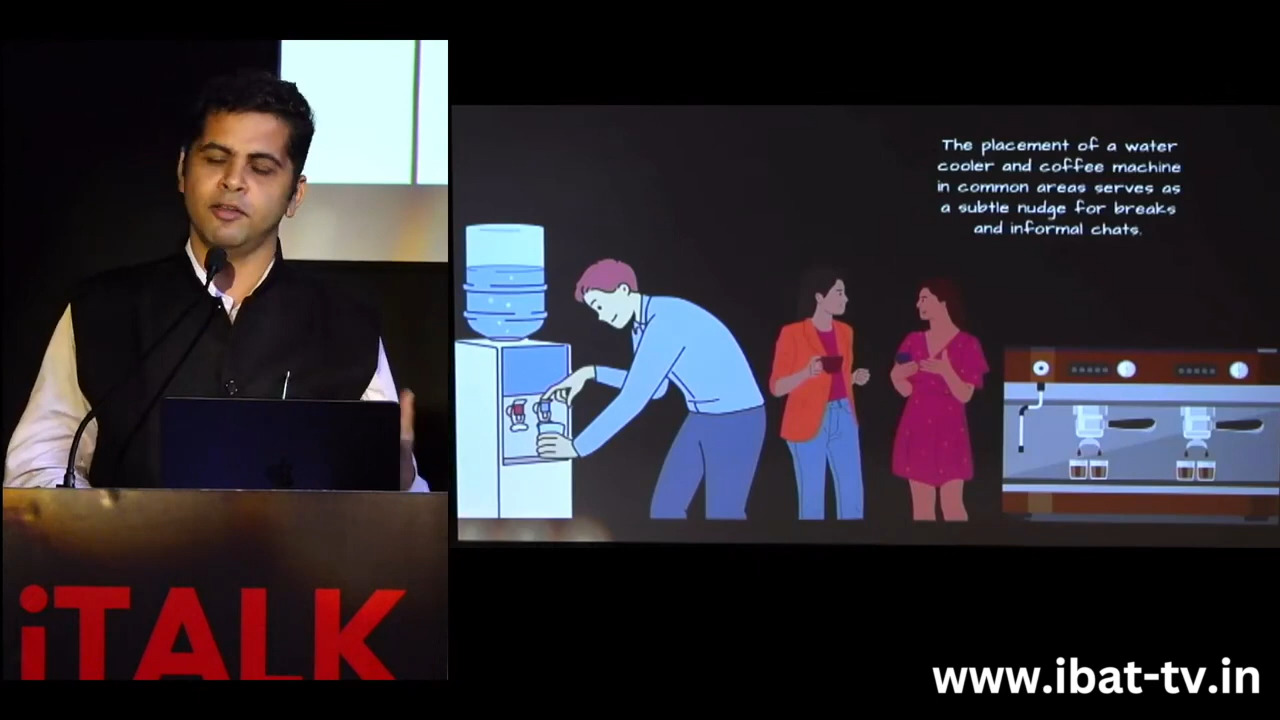 The placement of a water
cooler and coffee machine
in common areas serves as
a subtle nudge for breaks
and informal chats.
iTALK
www.ibat-tv.in